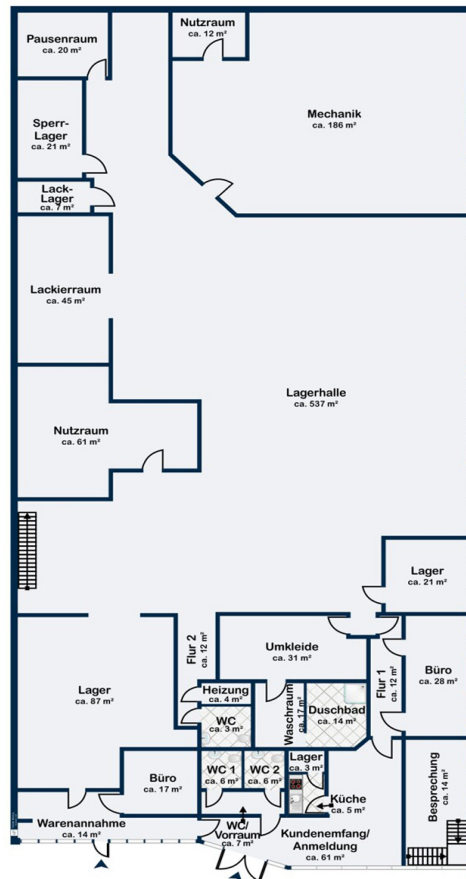 Pausenraum
ca. 20 m²
Nutzraum
ca. 12 m²
Mechanik
ca. 186 m²
Sperr-
Lager
ca. 21 m²
Lack-
Lager
ca. 7 m²
Lackierraum
ca. 45 m²
Lagerhalle
ca. 537 m²
Nutzraum
ca. 61 m²
Lager
ca. 21 m²
Flur 2
ca. 12 m²
Umkleide
ca. 31 m²
Flur 1
ca. 12 m²
Büro
ca. 28 m²
Lager
ca. 87 m²
Heizung
ca. 4 m²
WC
ca. 3 m²
Waschraum
ca. 17 m²
Duschbad
ca. 14 m²
Büro
ca. 17 m²
WC 1
ca. 6 m²
WC 2
ca. 6 m²
Lager
ca. 3 m²
Küche
ca. 5 m²
Besprechung
ca. 14 m²
Warenannahme
ca. 14 m²
WC/
Vorraum
ca. 7 m²
Kundenemfang/
Anmeldung
ca. 61 m²